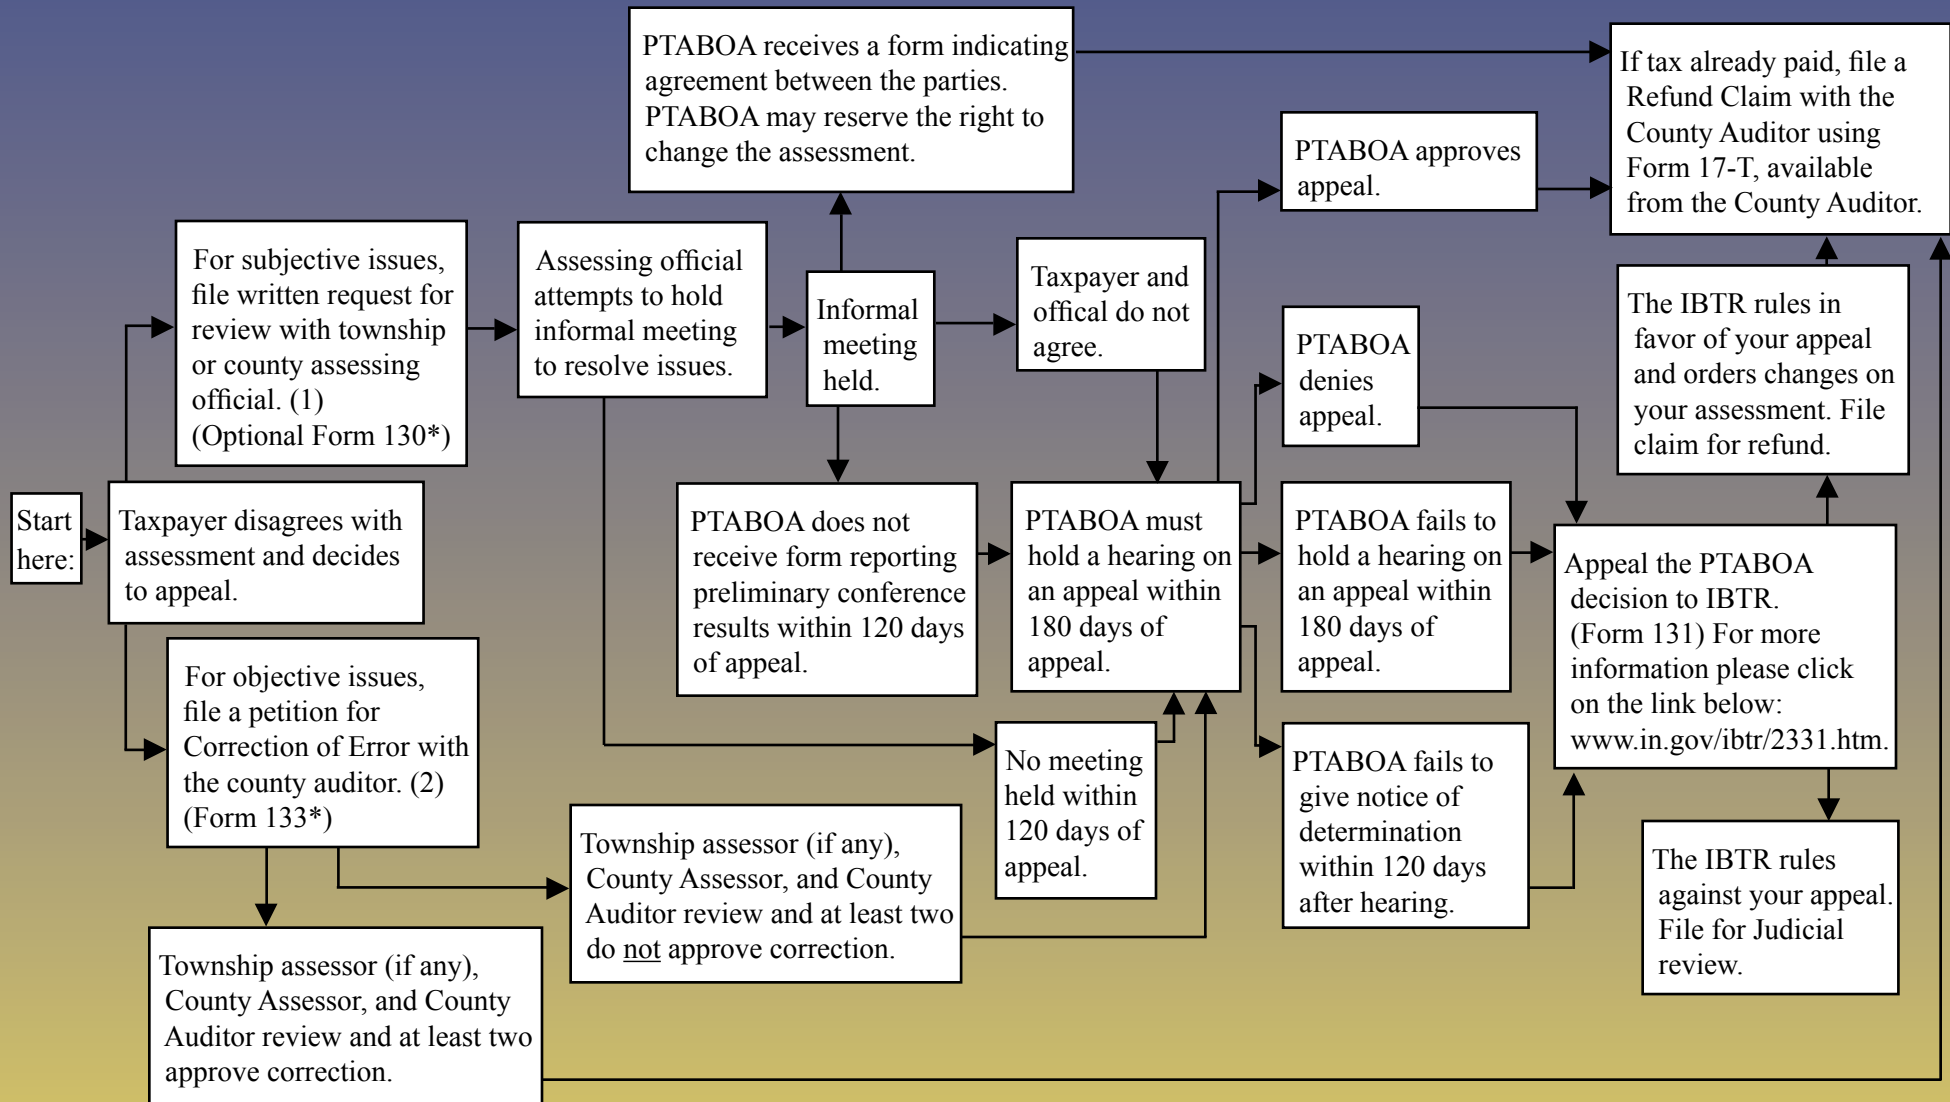 Start
here:
Taxpayer disagrees with
assessment and decides
to appeal.
For subjective issues,
file written request for
review with township
or county assessing
official. (1)
(Optional Form 130*)
For objective issues,
file a petition for
Correction of Error with
the county auditor. (2)
(Form 133*)
Township assessor (if any),
County Assessor, and County
Auditor review and at least two
approve correction.
Township assessor (if any),
County Assessor, and County
Auditor review and at least two
do not approve correction.
Assessing official
attempts to hold
informal meeting
to resolve issues.
Informal
meeting
held.
PTABOA receives a form indicating
agreement between the parties.
PTABOA may reserve the right to
change the assessment.
Taxpayer and
offical do not
agree.
PTABOA does not
receive form reporting
preliminary conference
results within 120 days
of appeal.
No meeting
held within
120 days of
appeal.
PTABOA must
hold a hearing on
an appeal within
180 days of
appeal.
PTABOA approves
appeal.
PTABOA
denies
appeal.
PTABOA fails to
hold a hearing on
an appeal within
180 days of
appeal.
PTABOA fails to
give notice of
determination
within 120 days
after hearing.
If tax already paid, file a
Refund Claim with the
County Auditor using
Form 17-T, available
from the County Auditor.
The IBTR rules in
favor of your appeal
and orders changes on
your assessment. File
claim for refund.
Appeal the PTABOA
decision to IBTR.
(Form 131) For more
information please click
on the link below:
www.in.gov/ibtr/2331.htm.
The IBTR rules
against your appeal.
File for Judicial
review.